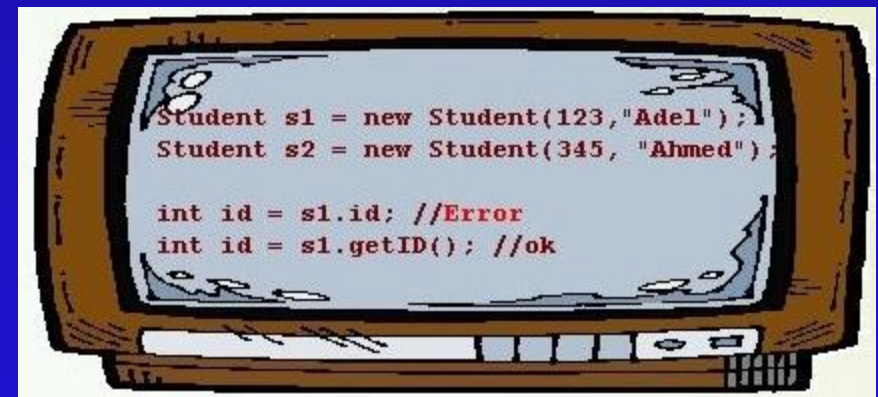 Student s1 = new Student(123,"Adel");
Student s2 = new Student(345, "Ahmed");
int id = s1.id; //Error
int id = s1.getID(); //ok